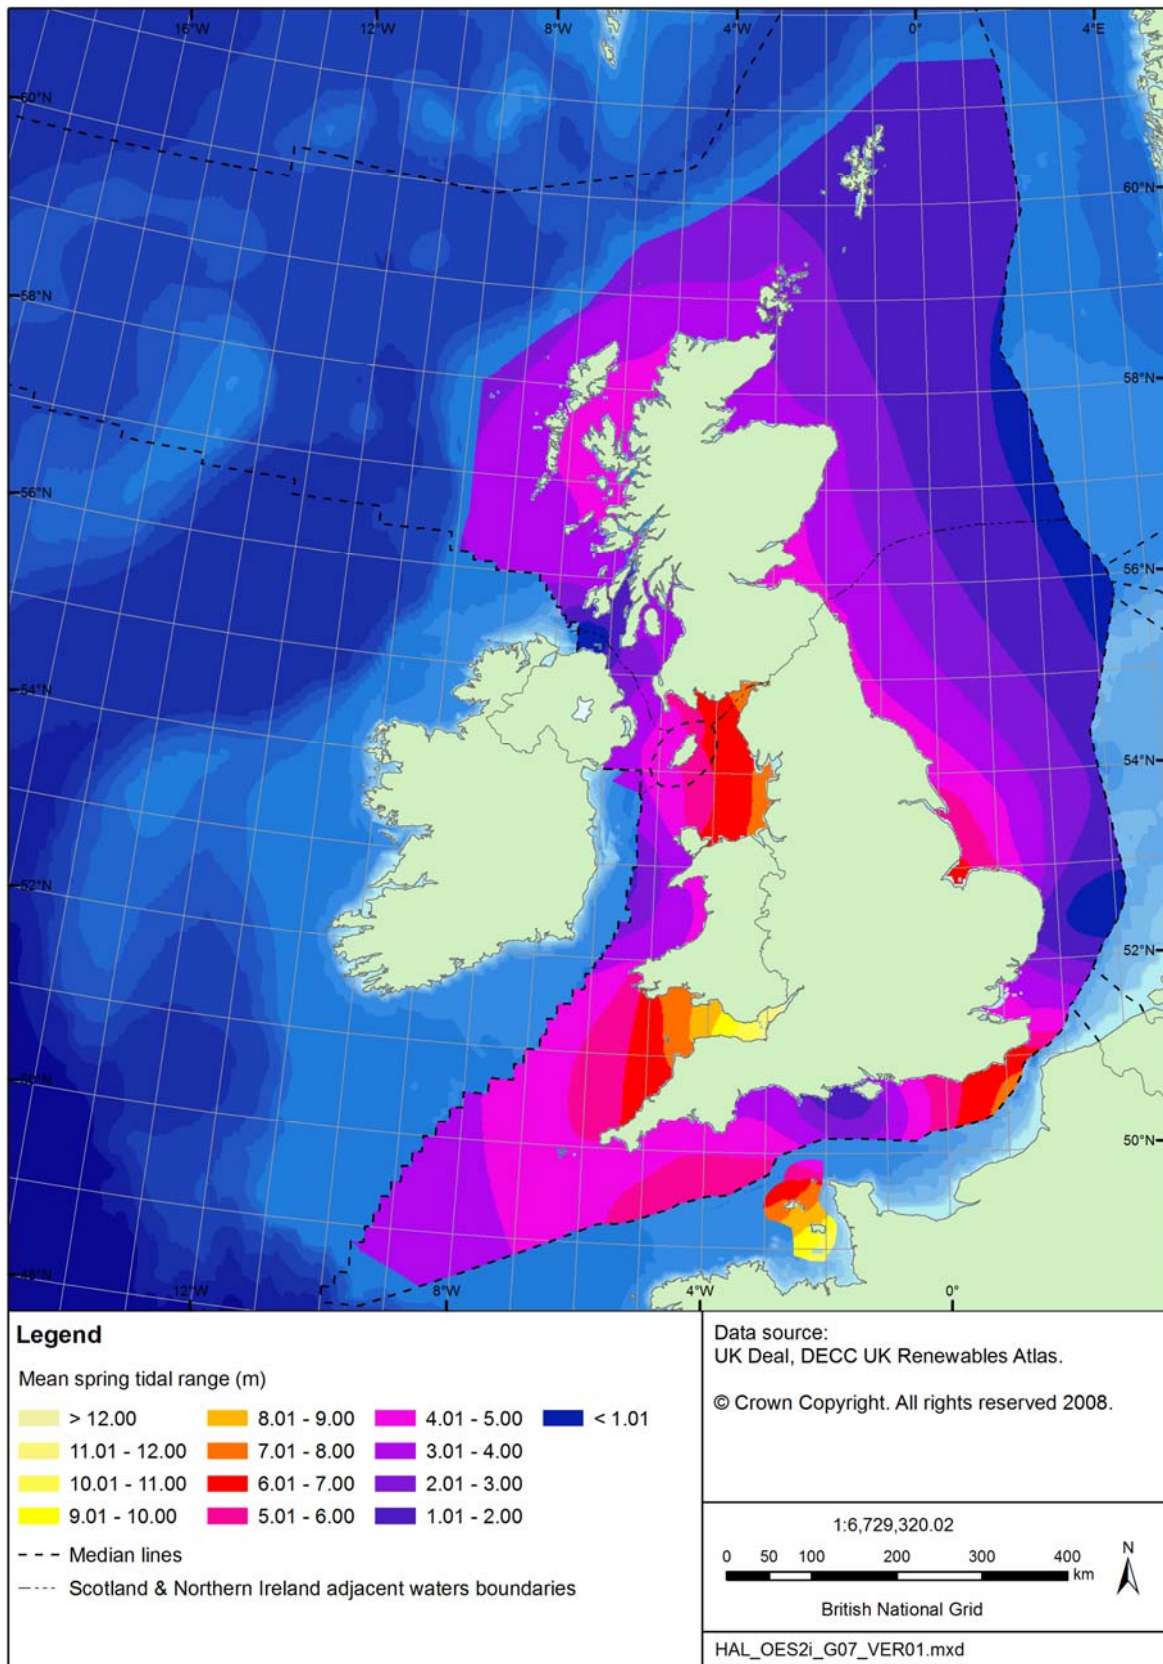 16°W 12°W 8°W 4°W 0° 4°E
60°N
60°N
58°N
58°N
56°N
56°N
54°N
54°N
52°N
52°N
50°N
50°N
48°N
12°W 8°W 4°W 0°
Legend
Mean spring tidal range (m)
> 12.00 8.01 - 9.00 4.01 - 5.00 < 1.01
11.01 - 12.00 7.01 - 8.00 3.01 - 4.00
10.01 - 11.00 6.01 - 7.00 2.01 - 3.00
9.01 - 10.00 5.01 - 6.00 1.01 - 2.00
Median lines
Scotland & Northern Ireland adjacent waters boundaries
Data source:
UK Deal, DECC UK Renewables Atlas.
© Crown Copyright. All rights reserved 2008.
1:6,729,320.02
N
0 50 100 200 300 400
km
British National Grid
HAL_OES2i_G07_VER01.mxd